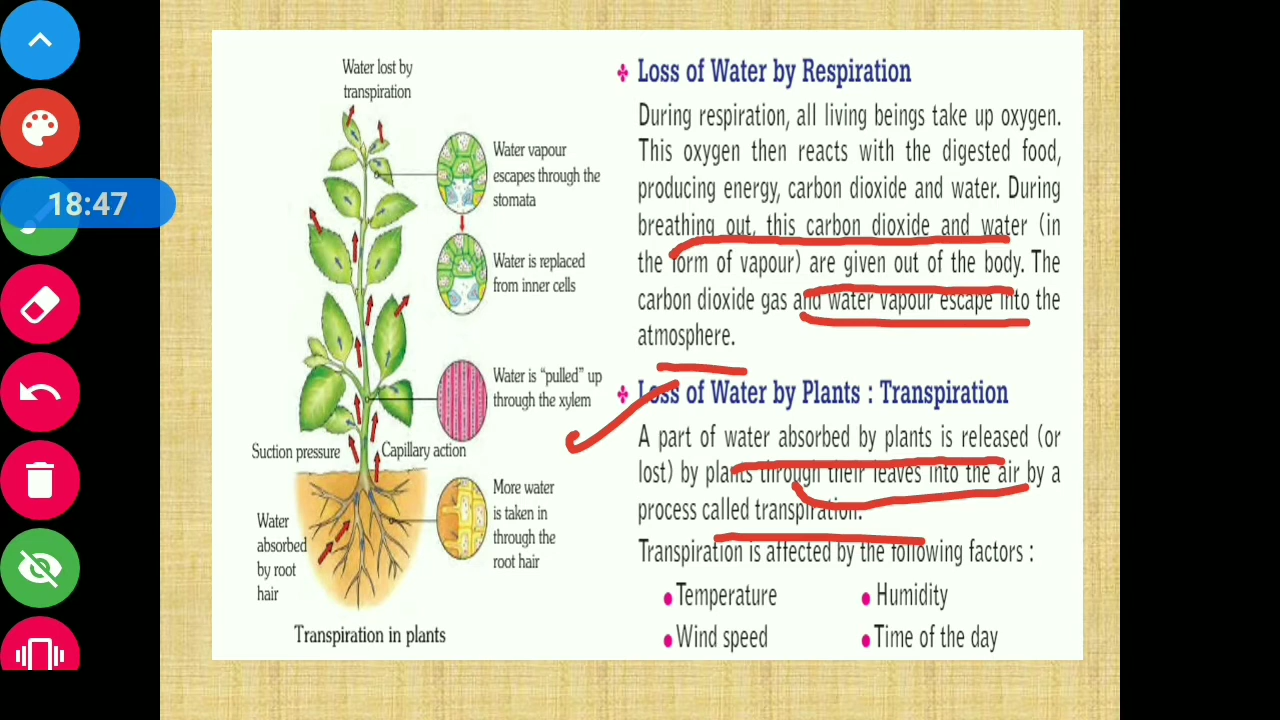 18:47
Water lost by
transpiration
Water vapour
escapes through the
stomata
Water is replaced
from inner cells
Water is “pulled” up
through the xylem
Suction pressure
Capillary action
More water
is taken in
through the
root hair
Water
absorbed
by root
hair
Transpiration in plants
Loss of Water by Respiration
During respiration, all living beings take up oxygen.
This oxygen then reacts with the digested food,
producing energy, carbon dioxide and water. During
breathing out, this carbon dioxide and water (in
the form of vapour) are given out of the body. The
carbon dioxide gas and water vapour escape into the
atmosphere.
Loss of Water by Plants : Transpiration
A part of water absorbed by plants is released (or
lost) by plants through their leaves into the air by a
process called transpiration.
Transpiration is affected by the following factors :
• Temperature
• Humidity
• Wind speed
• Time of the day